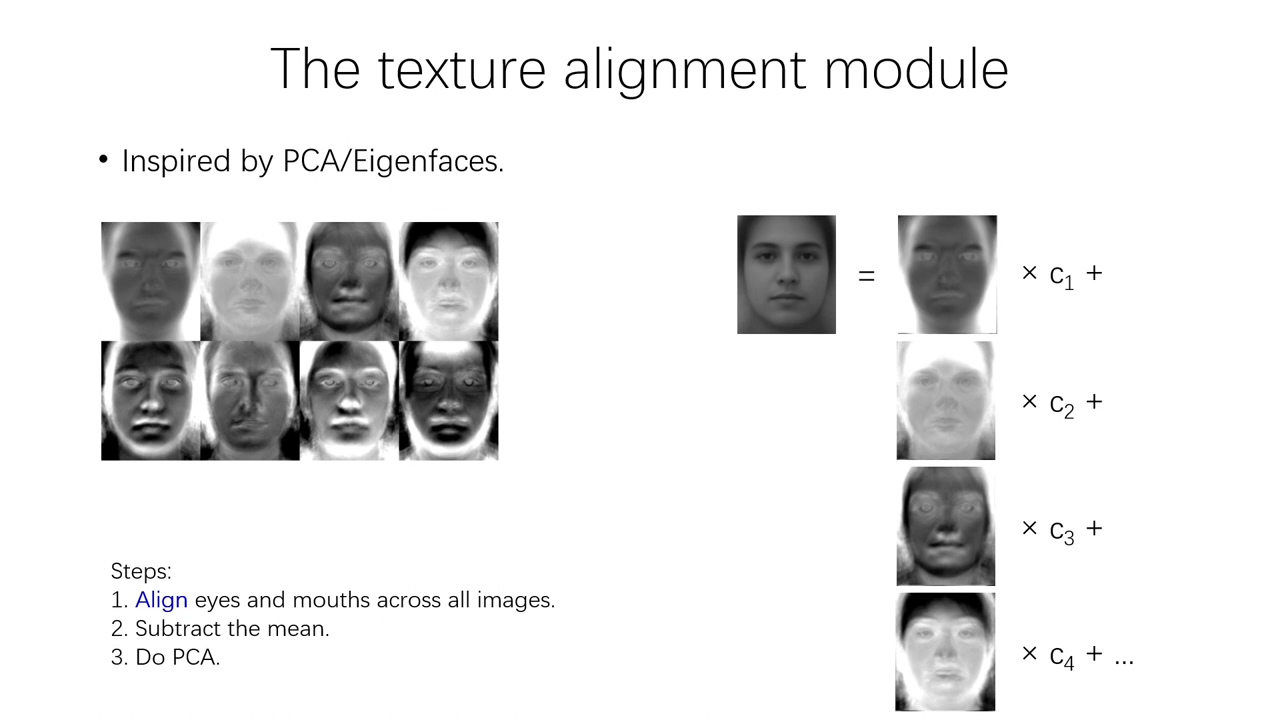 The texture alignment module
• Inspired by PCA/Eigenfaces.
= × c₁ +
× c₂ +
× c₃ +
× c₄ + ...
Steps:
1. Align eyes and mouths across all images.
2. Subtract the mean.
3. Do PCA.